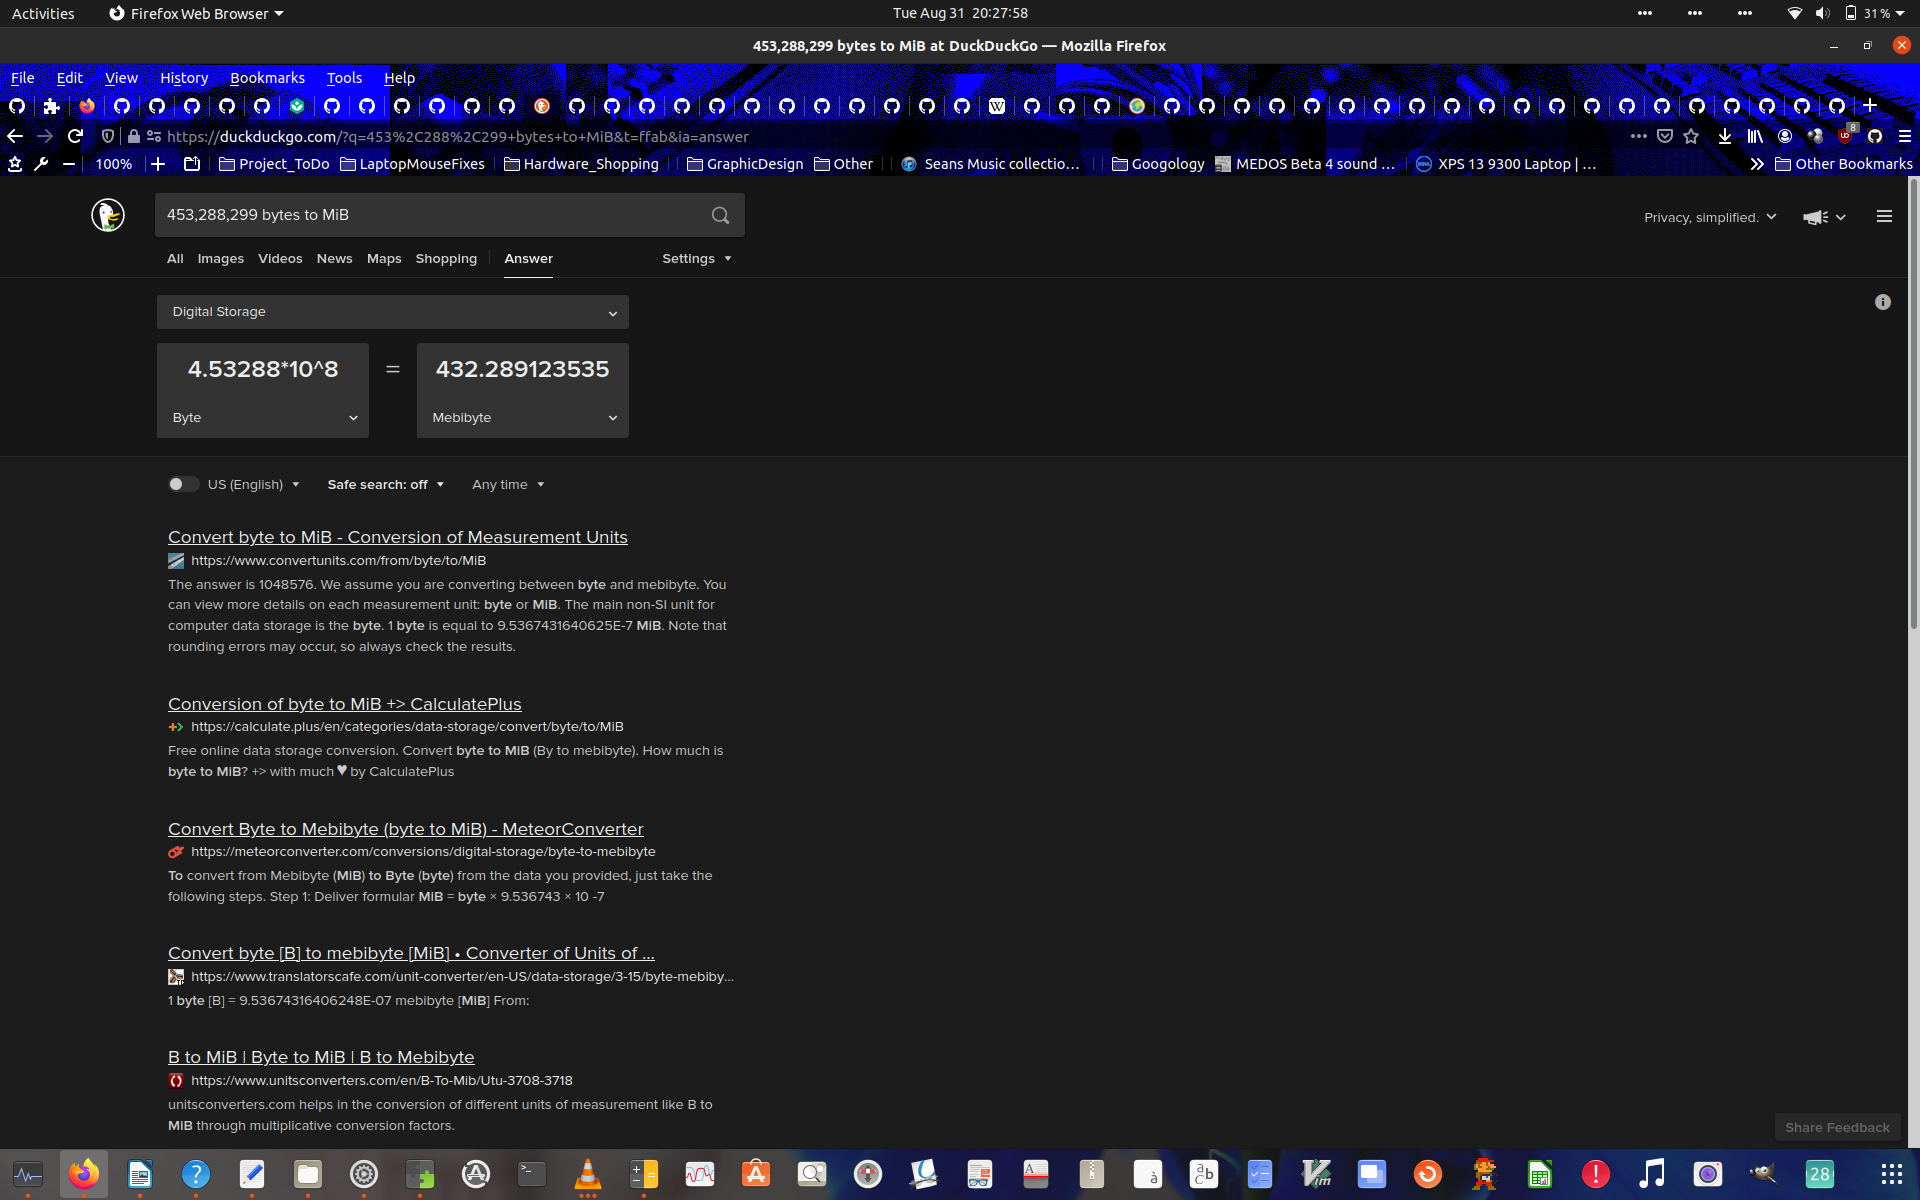 Activities Firefox Web Browser Tue Aug 31 20:27:58 31 %
453,288,299 bytes to MiB at DuckDuckGo — Mozilla Firefox
File Edit View History Bookmarks Tools Help
https://duckduckgo.com/?q=453%2C288%2C299+bytes+to+MiB&t=ffab&ia=answer 8
100% Project_ToDo LaptopMouseFixes Hardware_Shopping GraphicDesign Other Seans Music collectio… Googology MEDOS Beta 4 sound … XPS 13 9300 Laptop | … Other Bookmarks
453,288,299 bytes to MiB
Privacy, simplified.
All Images Videos News Maps Shopping Answer Settings
Digital Storage
4.53288*10^8 = 432.289123535
Byte Mebibyte
US (English) Safe search: off Any time
Convert byte to MiB - Conversion of Measurement Units
https://www.convertunits.com/from/byte/to/MiB
The answer is 1048576. We assume you are converting between byte and mebibyte. You
can view more details on each measurement unit: byte or MiB. The main non-SI unit for
computer data storage is the byte. 1 byte is equal to 9.5367431640625E-7 MiB. Note that
rounding errors may occur, so always check the results.
Conversion of byte to MiB +> CalculatePlus
https://calculate.plus/en/categories/data-storage/convert/byte/to/MiB
Free online data storage conversion. Convert byte to MiB (By to mebibyte). How much is
byte to MiB? +> with much ♥ by CalculatePlus
Convert Byte to Mebibyte (byte to MiB) - MeteorConverter
https://meteorconverter.com/conversions/digital-storage/byte-to-mebibyte
To convert from Mebibyte (MiB) to Byte (byte) from the data you provided, just take the
following steps. Step 1: Deliver formular MiB = byte × 9.536743 × 10 -7
Convert byte [B] to mebibyte [MiB] • Converter of Units of ...
https://www.translatorscafe.com/unit-converter/en-US/data-storage/3-15/byte-mebiby...
1 byte [B] = 9.53674316406248E-07 mebibyte [MiB] From:
B to MiB | Byte to MiB | B to Mebibyte
https://www.unitsconverters.com/en/B-To-Mib/Utu-3708-3718
unitsconverters.com helps in the conversion of different units of measurement like B to
MiB through multiplicative conversion factors.
Share Feedback
28